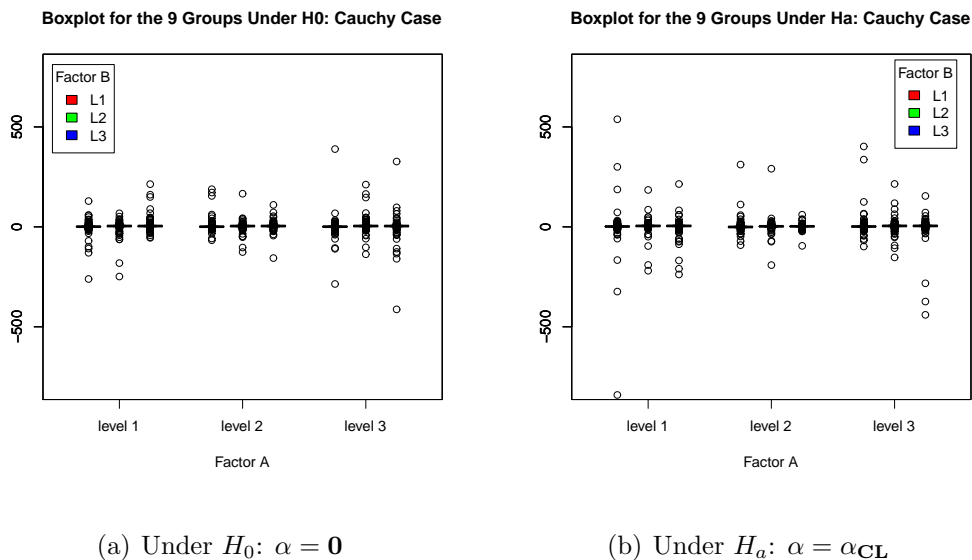 Boxplot for the 9 Groups Under H0: Cauchy Case
Factor B
L1
L2
L3
500
0
−500
level 1 level 2 level 3
Factor A
(a) Under H₀: α = 0
Boxplot for the 9 Groups Under Ha: Cauchy Case
Factor B
L1
L2
L3
500
0
−500
level 1 level 2 level 3
Factor A
(b) Under Hₐ: α = α_CL